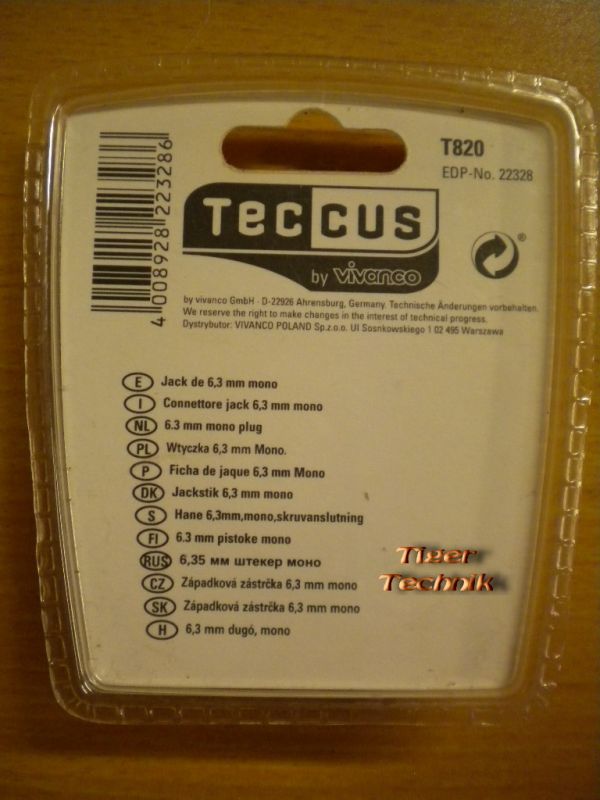 4 008928 223286
T820
EDP-No. 22328
TECCUS
by vivanco
®
by vivanco GmbH · D-22926 Ahrensburg, Germany. Technische Änderungen vorbehalten.
We reserve the right to make changes in the interest of technical progress.
Dystrybutor: VIVANCO POLAND Sp.z.o.o. Ul Sosnkowskiego 1 02 495 Warszawa
E Jack de 6,3 mm mono
I Connettore jack 6,3 mm mono
NL 6.3 mm mono plug
PL Wtyczka 6,3 mm Mono.
P Ficha de jaque 6,3 mm Mono
DK Jackstik 6,3 mm mono
S Hane 6,3mm,mono,skruvanslutning
FI 6.3 mm pistoke mono
RUS 6,35 мм штекер моно
CZ Západková zástrčka 6,3 mm mono
SK Západková zástrčka 6,3 mm mono
H 6,3 mm dugó, mono
Tiger
Technik